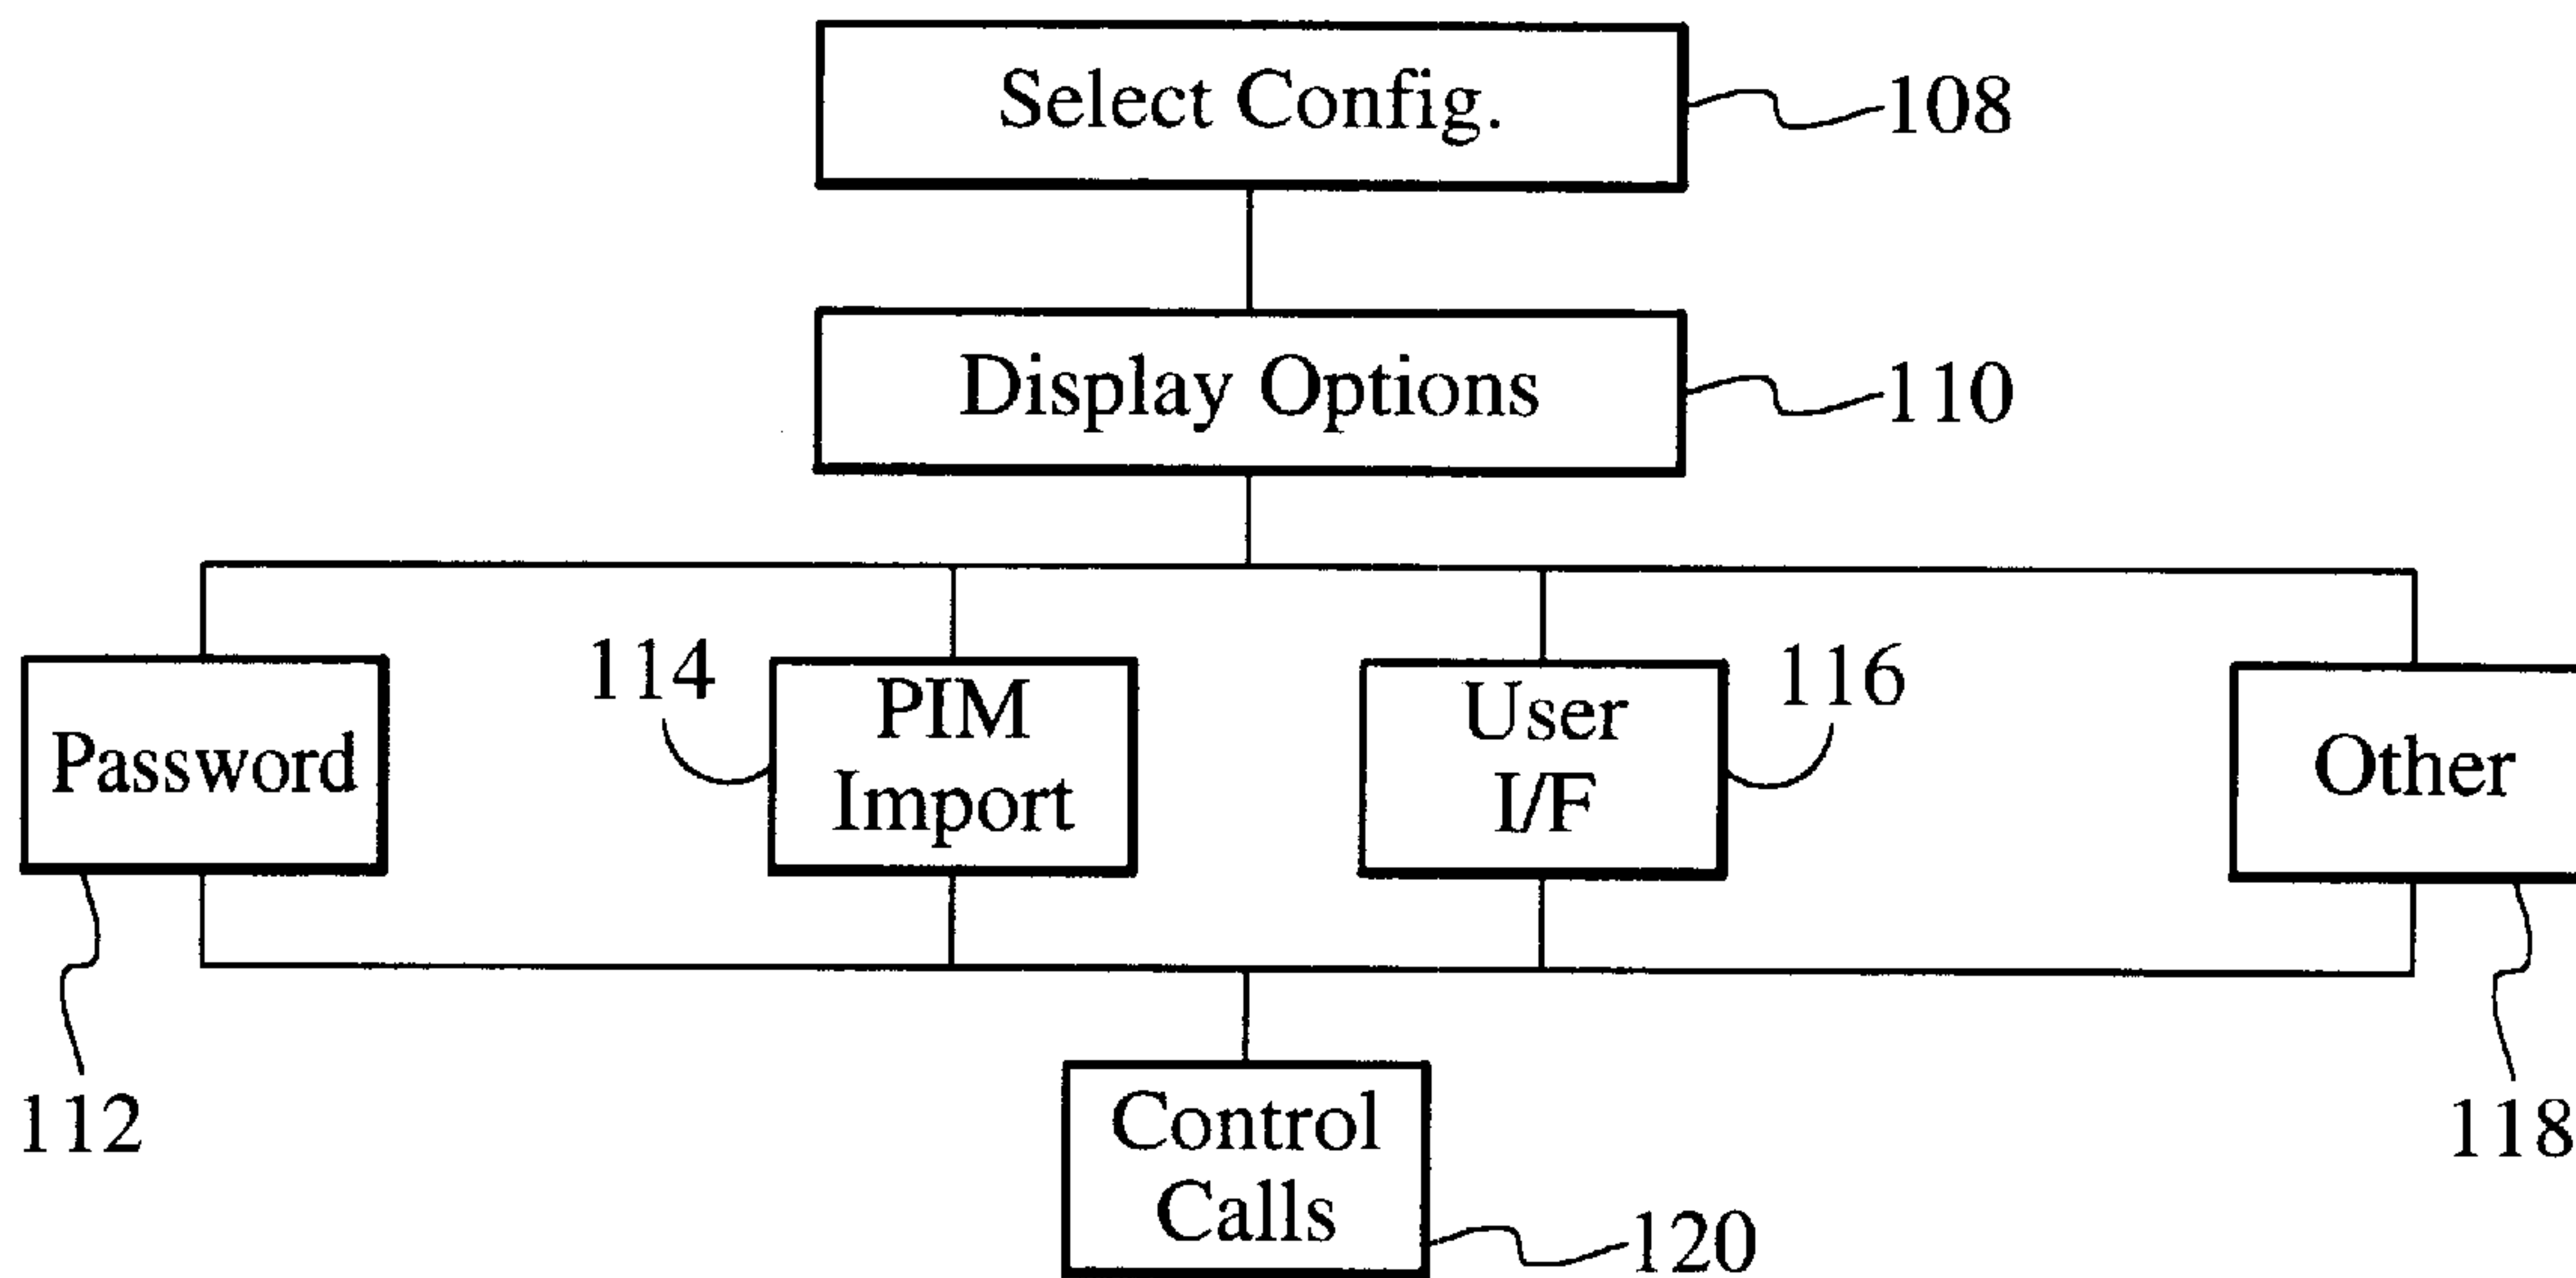 Select Config.
108
Display Options
110
114
PIM
Import
User
I/F
116
Password
Other
112
118
Control
Calls
120